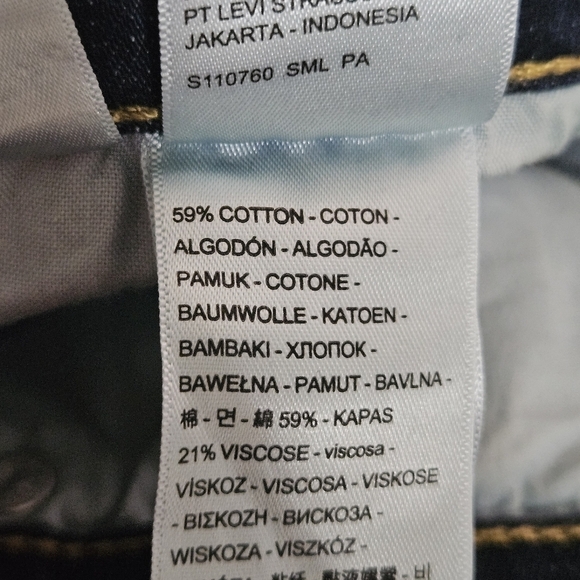 PT LEVI STRAUSS
JAKARTA - INDONESIA
S110760 SML PA
59% COTTON - COTON -
ALGODÓN - ALGODÃO -
PAMUK - COTONE -
BAUMWOLLE - KATOEN -
BAMBAKI - ХЛОПОК -
BAWEŁNA - PAMUT - BAVLNA -
棉 - 면 - 綿 59% - KAPAS
21% VISCOSE - viscosa -
VİSKOZ - VISCOSA - VISKOSE
- ΒΙΣΚΟΖΗ - ВИСКОЗА -
WISKOZA - VISZKÓZ -